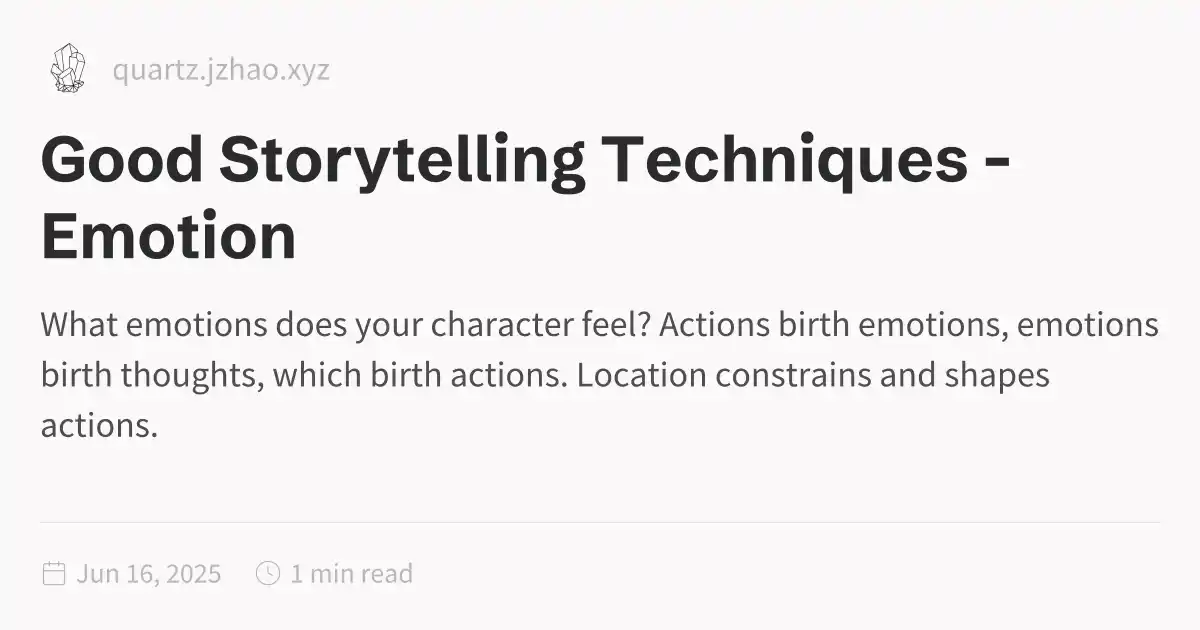 quartz.jzhao.xyz
Good Storytelling Techniques -
Emotion
What emotions does your character feel? Actions birth emotions, emotions
birth thoughts, which birth actions. Location constrains and shapes
actions.
Jun 16, 2025 1 min read